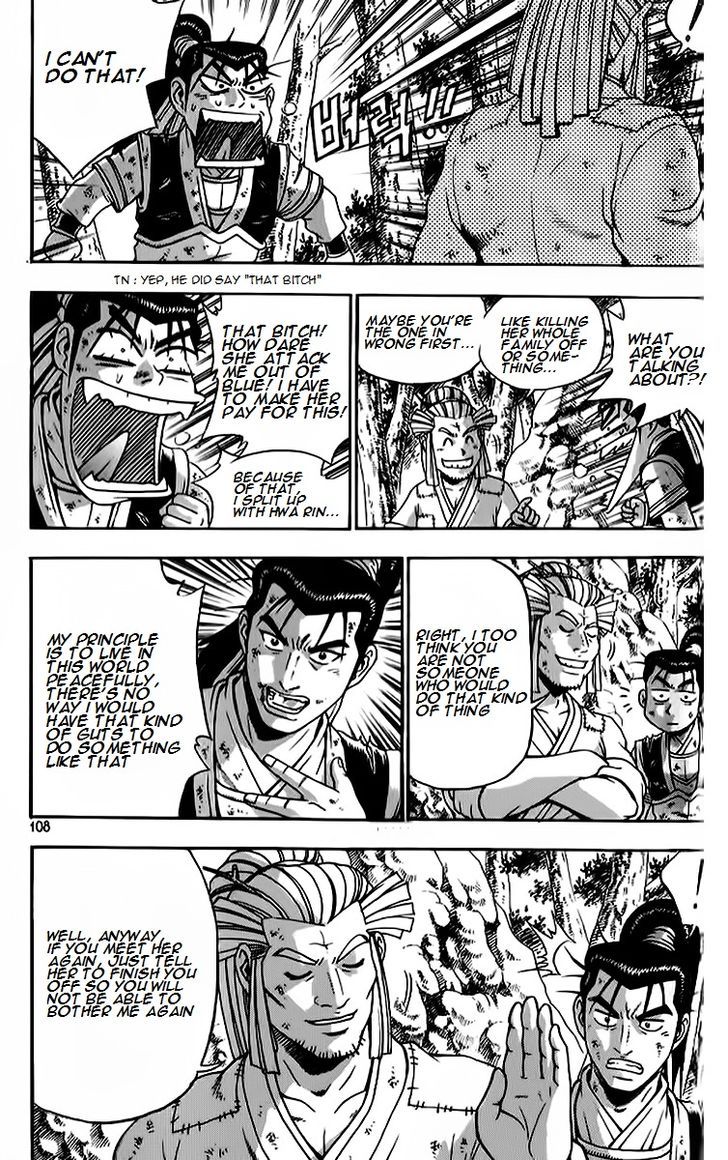 I CAN'T
DO THAT!
!
버럭!!
TN : YEP, HE DID SAY "THAT BITCH"
THAT BITCH!
HOW DARE
SHE ATTACK
ME OUT OF
BLUE! I HAVE
TO MAKE HER
PAY FOR THIS!
BECAUSE
OF THAT,
I SPLIT UP
WITH HWA RIN...
MAYBE YOU'RE
THE ONE IN
WRONG FIRST...
LIKE KILLING
HER WHOLE
FAMILY OFF
OR SOME-
THING...
WHAT
ARE YOU
TALKING
ABOUT?!
MY PRINCIPLE
IS TO LIVE IN
THIS WORLD
PEACEFULLY,
THERE'S NO
WAY I WOULD
HAVE THAT KIND
OF GUTS TO
DO SOMETHING
LIKE THAT
RIGHT, I TOO
THINK YOU
ARE NOT
SOMEONE
WHO WOULD
DO THAT KIND
OF THING
108
WELL, ANYWAY,
IF YOU MEET HER
AGAIN, JUST TELL
HER TO FINISH YOU
OFF SO YOU WILL
NOT BE ABLE TO
BOTHER ME AGAIN
!